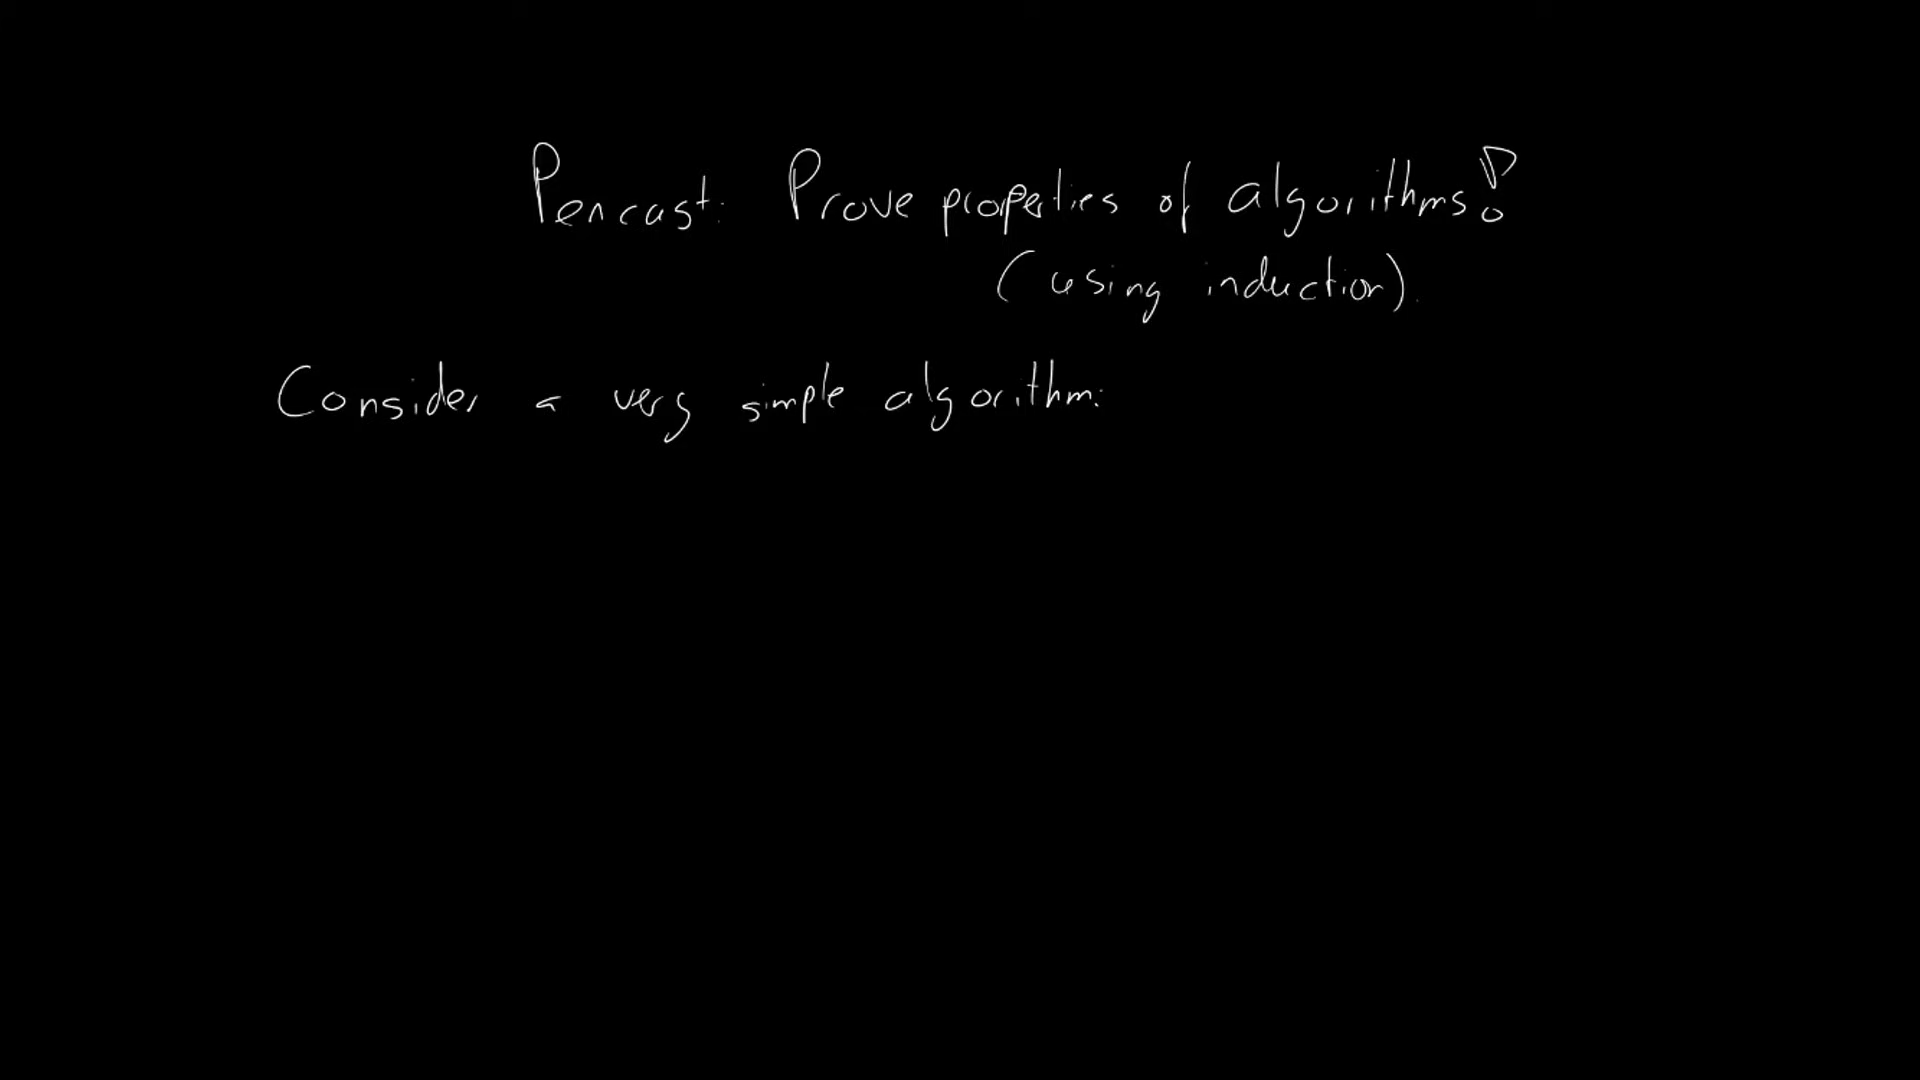 Pencast: Prove properties of algorithms!
(using induction).
Consider a very simple algorithm: